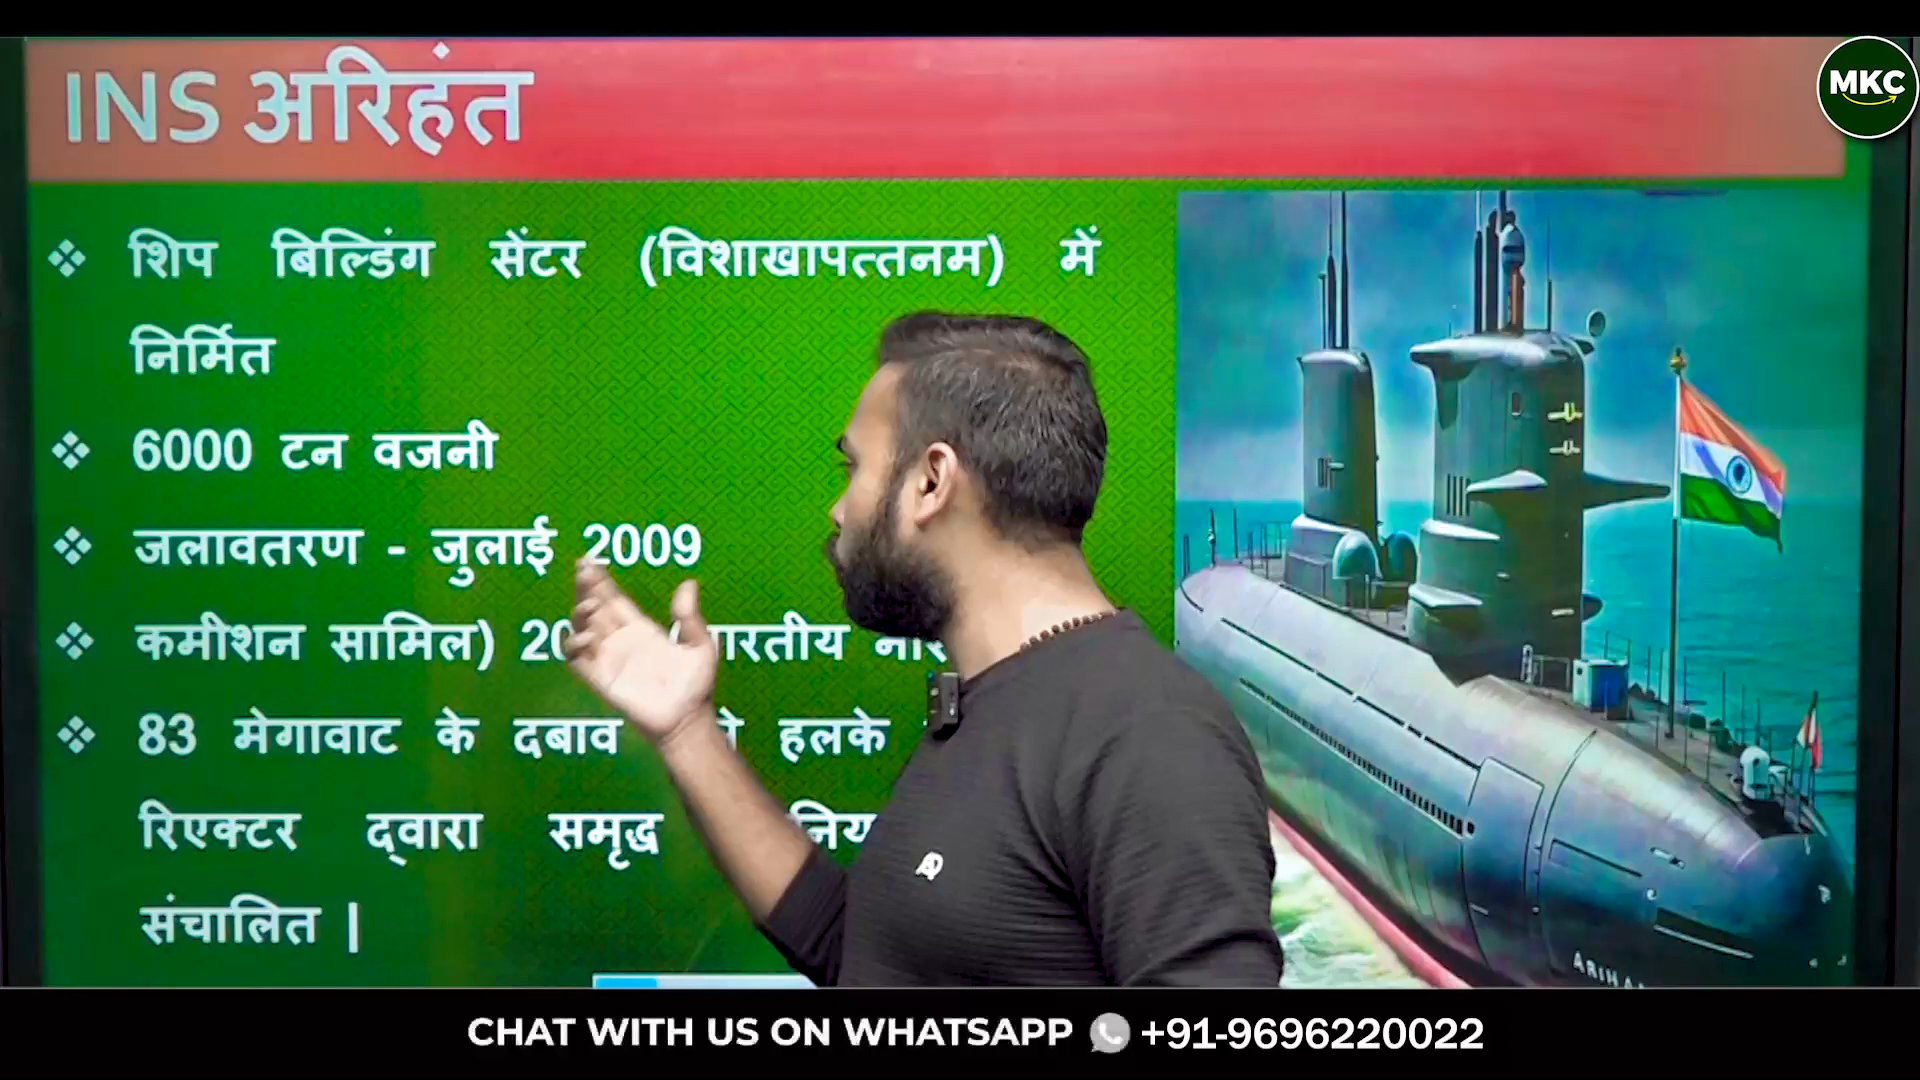 INS अरिहंत
MKC
❖ शिप बिल्डिंग सेंटर (विशाखापत्तनम) में
निर्मित
❖ 6000 टन वजनी
❖ जलावतरण - जुलाई 2009
❖ कमीशन सामिल)
❖ 83 मेगावाट के दबाव हलके
रिएक्टर द्वारा समृद्ध
संचालित |
CHAT WITH US ON WHATSAPP +91-9696220022